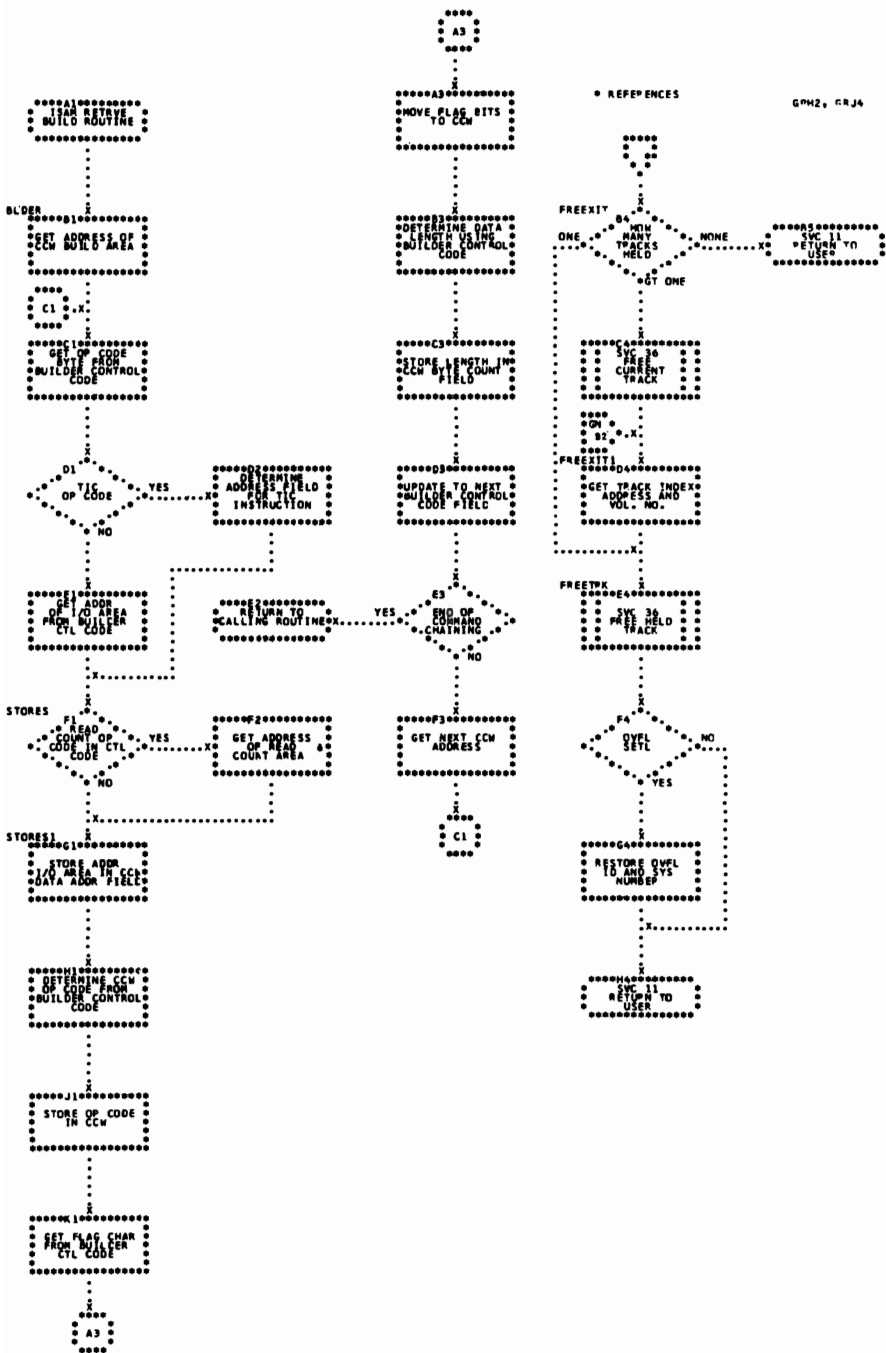 A1
ISAM RETRVE
BUILD ROUTINE
BLDER
B1
GET ADDRESS OF
CCW BUILD AREA
C1
C1
GET OP CODE
BYTE FROM
BUILDER CONTROL
CODE
D1
TIC
OP CODE
YES
NO
D2
DETERMINE
ADDRESS FIELD
FOR TIC
INSTRUCTION
E1
GET ADDR
OF I/O AREA
FROM BUILDER
CTL CODE
STORES
F1
READ
COUNT OP
CODE IN CTL
CODE
YES
NO
F2
GET ADDRESS
OF READ
COUNT AREA
STORES1
G1
STORE ADDR
I/O AREA IN CCW
DATA ADDR FIELD
H1
DETERMINE CCW
OP CODE FROM
BUILDER CONTROL
CODE
J1
STORE OP CODE
IN CCW
K1
GET FLAG CHAR
FROM BUILDER
CTL CODE
A3
A3
A3
MOVE FLAG BITS
TO CCW
B3
DETERMINE DATA
LENGTH USING
BUILDER CONTROL
CODE
C3
STORE LENGTH IN
CCW BYTE COUNT
FIELD
D3
UPDATE TO NEXT
BUILDER CONTROL
CODE FIELD
E3
END OF
COMMAND
CHAINING
YES
NO
E2
RETURN TO
CALLING ROUTINE
F3
GET NEXT CCW
ADDRESS
C1
* REFERENCES
GPH2, GRJ4
FREEXIT
B4
HOW
MANY
TRACKS
HELD
ONE
NONE
GT ONE
B5
SVC 11
RETURN TO
USER
C4
SVC 36
FREE
CURRENT
TRACK
GN
B2
FREEXIT1
D4
GET TRACK INDEX
ADDRESS AND
VOL. NO.
FREETRK
E4
SVC 36
FREE HELD
TRACK
F4
OVFL
SETL
NO
YES
G4
RESTORE OVFL
ID AND SYS
NUMBER
H4
SVC 11
RETURN TO
USER